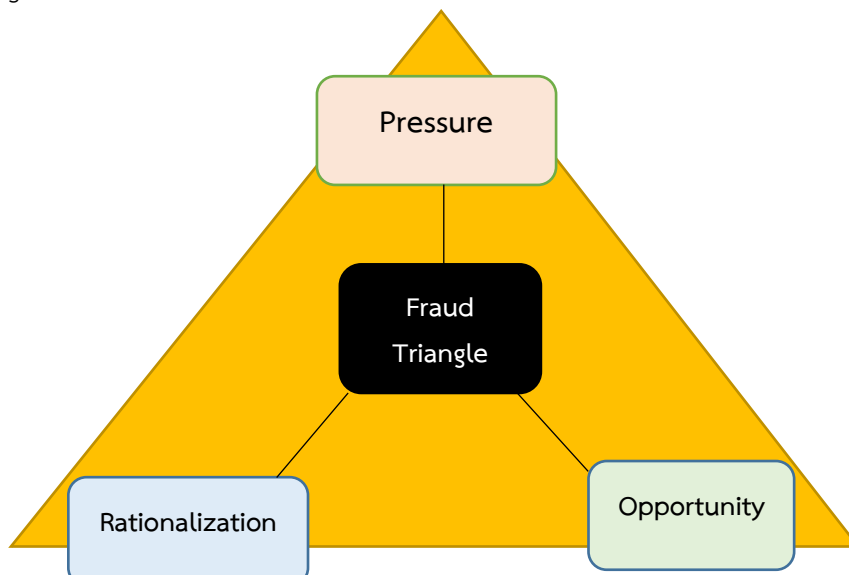 Pressure
Fraud
Triangle
Rationalization
Opportunity